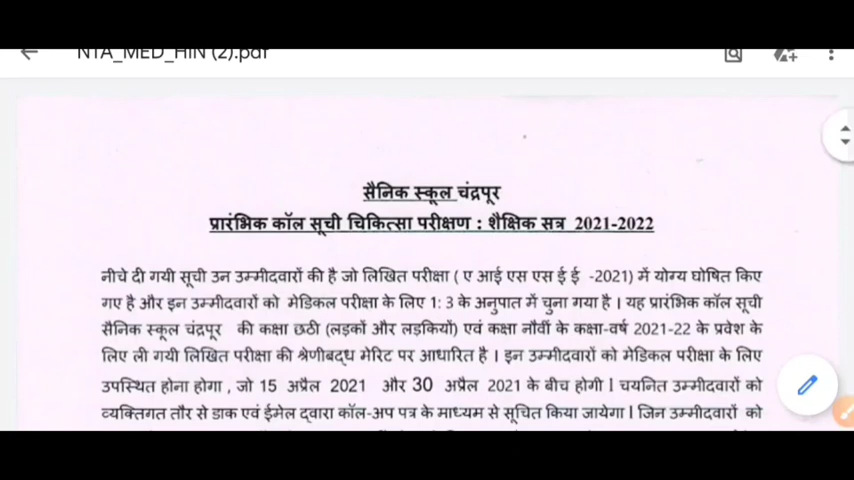 NTA_MED_HIN (2).pdf
सैनिक स्कूल चंद्रपूर
प्रारंभिक कॉल सूची चिकित्सा परीक्षण : शैक्षिक सत्र 2021-2022
नीचे दी गयी सूची उन उम्मीदवारों की है जो लिखित परीक्षा ( ए आई एस एस ई ई -2021) में योग्य घोषित किए
गए है और इन उम्मीदवारों को मेडिकल परीक्षा के लिए 1: 3 के अनुपात में चुना गया है । यह प्रारंभिक कॉल सूची
सैनिक स्कूल चंद्रपूर की कक्षा छठी (लड़कों और लड़कियों) एवं कक्षा नौवीं के कक्षा-वर्ष 2021-22 के प्रवेश के
लिए ली गयी लिखित परीक्षा की श्रेणीबद्ध मेरिट पर आधारित है । इन उम्मीदवारों को मेडिकल परीक्षा के लिए
उपस्थित होना होगा , जो 15 अप्रैल 2021 और 30 अप्रैल 2021 के बीच होगी । चयनित उम्मीदवारों को
व्यक्तिगत तौर से डाक एवं ईमेल द्वारा कॉल-अप पत्र के माध्यम से सूचित किया जायेगा । जिन उम्मीदवारों को